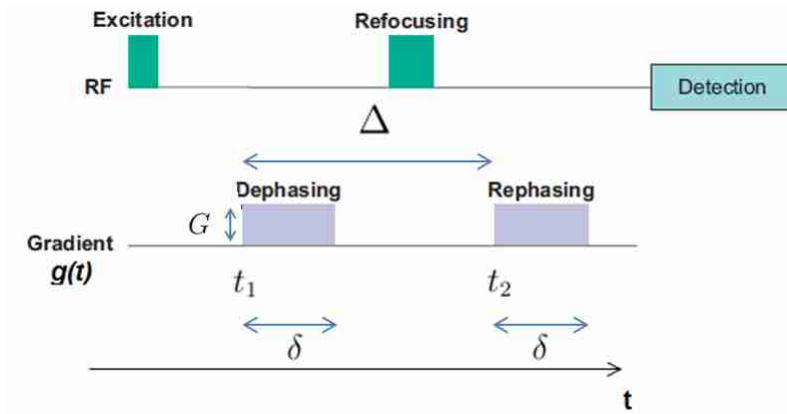 Excitation
Refocusing
RF
Detection
Δ
Dephasing
Rephasing
G
Gradient
g(t)
t₁
t₂
δ
δ
t